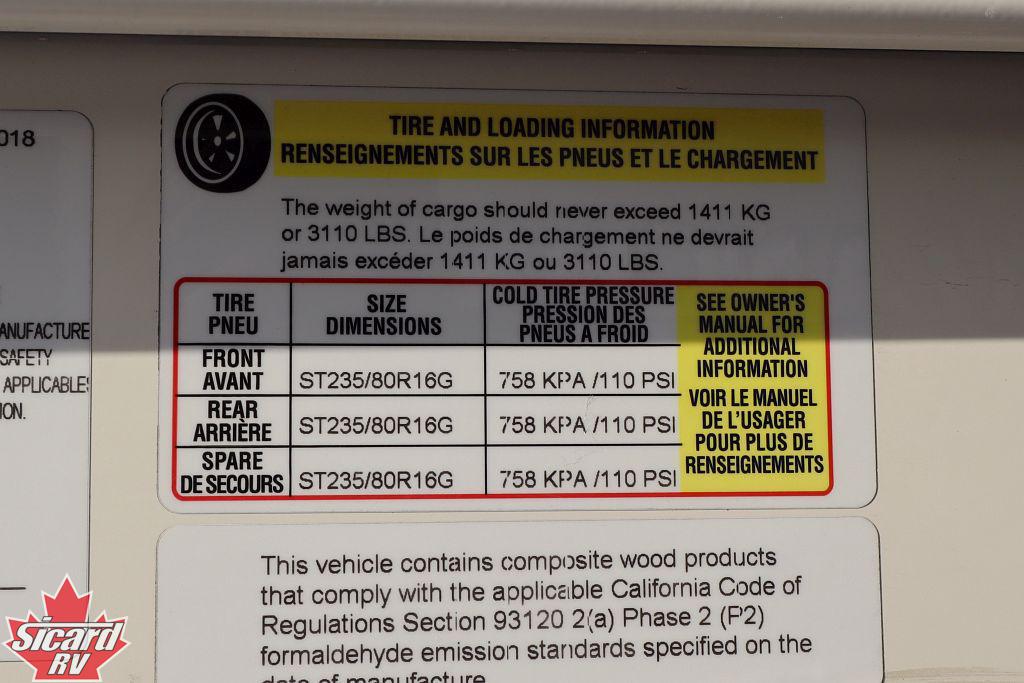 018
ANUFACTURE
SAFETY
APPLICABLE
ION.
TIRE AND LOADING INFORMATION
RENSEIGNEMENTS SUR LES PNEUS ET LE CHARGEMENT
The weight of cargo should never exceed 1411 KG
or 3110 LBS. Le poids de chargement ne devrait
jamais excéder 1411 KG ou 3110 LBS.
TIRE
PNEU
SIZE
DIMENSIONS
COLD TIRE PRESSURE
PRESSION DES
PNEUS A FROID
FRONT
AVANT
ST235/80R16G
758 KPA /110 PSI
REAR
ARRIÈRE
ST235/80R16G
758 KPA /110 PSI
SPARE
DE SECOURS
ST235/80R16G
758 KPA /110 PSI
SEE OWNER'S
MANUAL FOR
ADDITIONAL
INFORMATION
VOIR LE MANUEL
DE L'USAGER
POUR PLUS DE
RENSEIGNEMENTS
This vehicle contains composite wood products
that comply with the applicable California Code of
Regulations Section 93120 2(a) Phase 2 (P2)
formaldehyde emission standards specified on the
date of manufacture
Sicard
RV